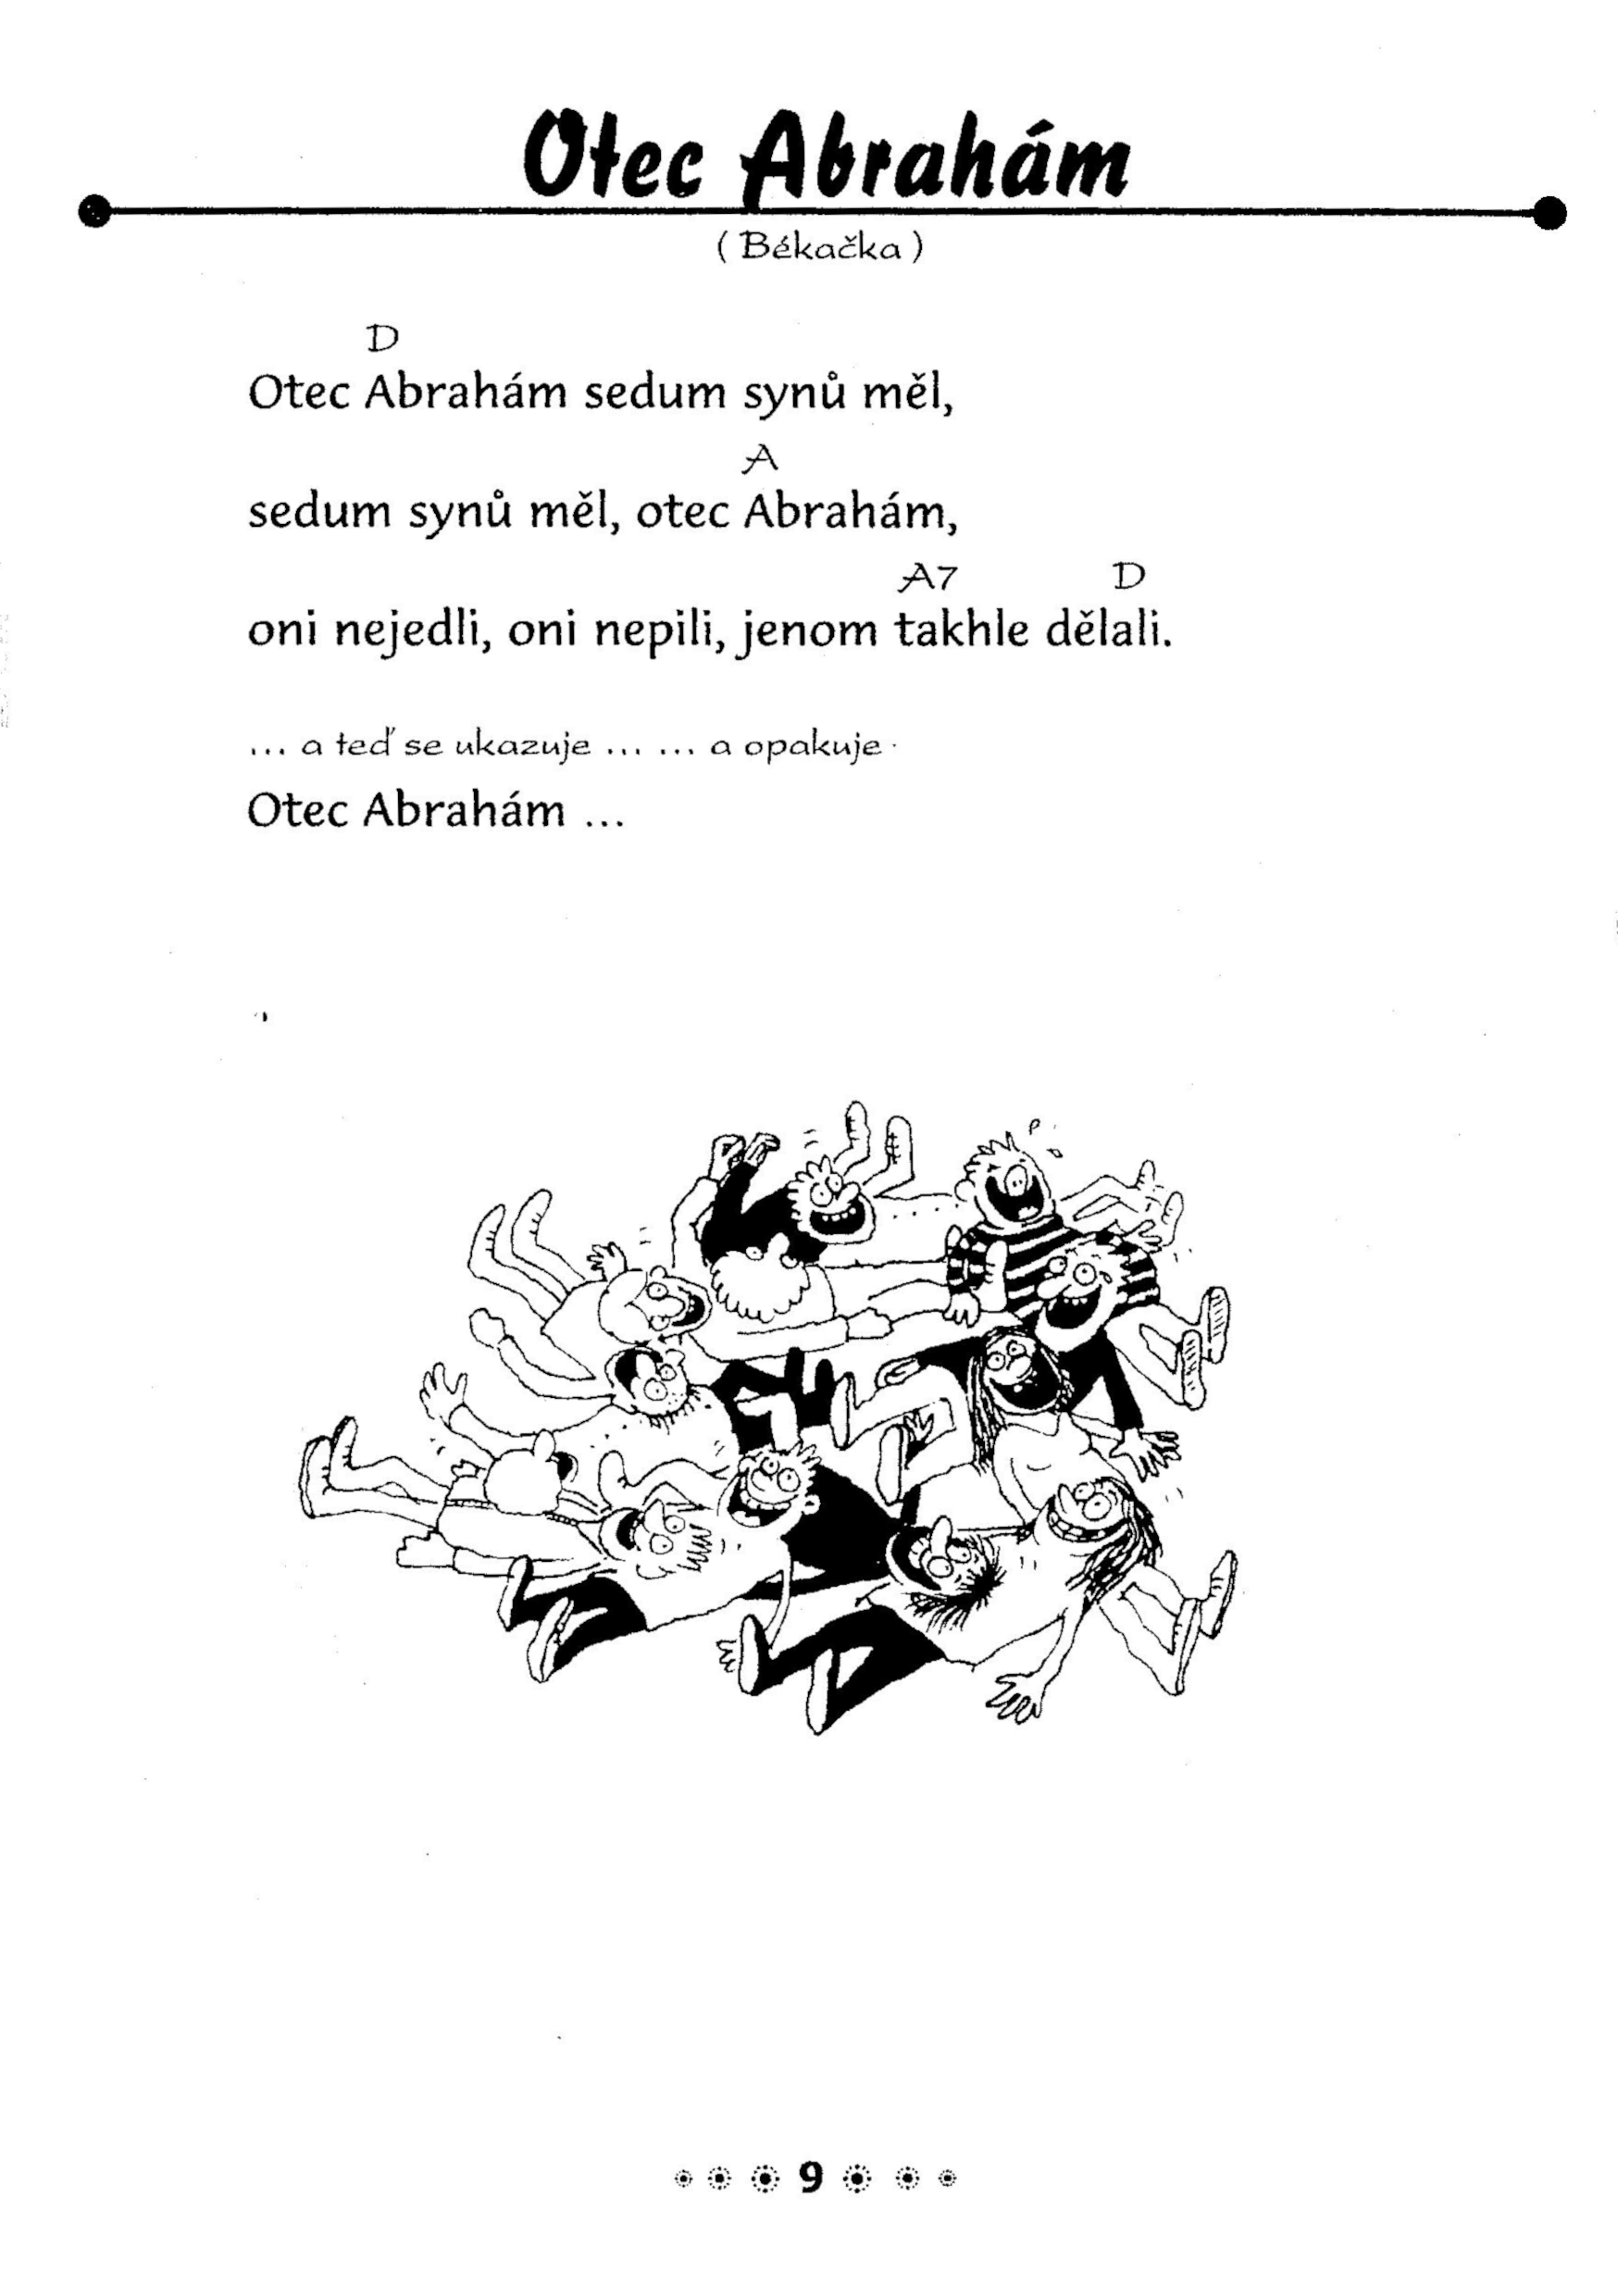 Otec Abrahám
( Békačka )
D
Otec Abrahám sedum synů měl,
A
sedum synů měl, otec Abrahám,
A7 D
oni nejedli, oni nepili, jenom takhle dělali.
... a teď se ukazuje ... ... a opakuje
Otec Abrahám ...
9